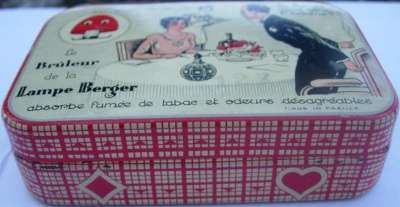 Le
Brûleur
de la
Lampe Berger
absorbe fumée de tabac et odeurs désagréables